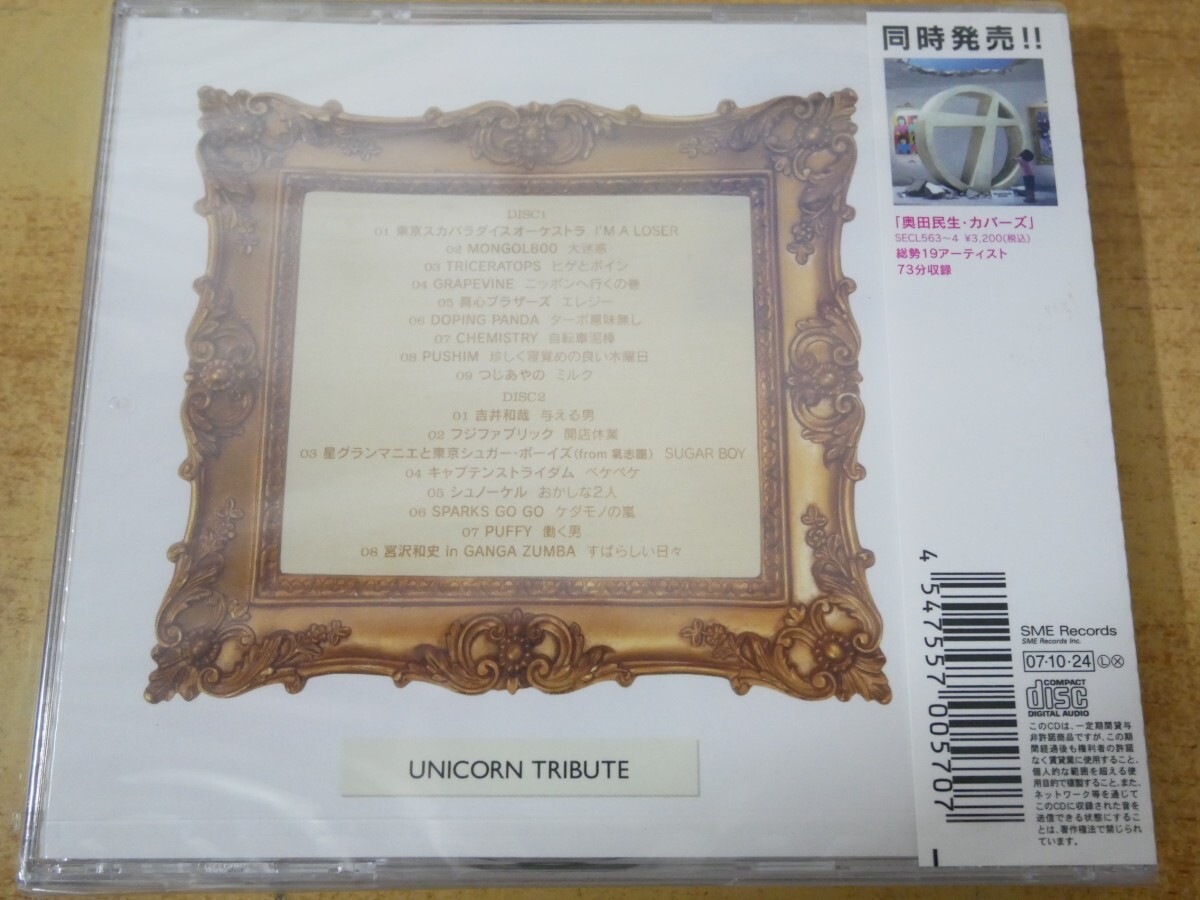 DISC1
01 東京スカパラダイスオーケストラ I'M A LOSER
02 MONGOL800 大迷惑
03 TRICERATOPS ヒゲとボイン
04 GRAPEVINE ニッポンへ行くの巻
05 真心ブラザーズ エレジー
06 DOPING PANDA ターボ意味無し
07 CHEMISTRY 自転車泥棒
08 PUSHIM 珍しく寝覚めの良い木曜日
09 つじあやの ミルク
DISC2
01 吉井和哉 与える男
02 フジファブリック 開店休業
03 星グランマニエと東京シュガー・ボーイズ(from 氣志團) SUGAR BOY
04 キャプテンストライダム ペケペケ
05 シュノーケル おかしな2人
06 SPARKS GO GO ケダモノの嵐
07 PUFFY 働く男
08 宮沢和史 in GANGA ZUMBA すばらしい日々
UNICORN TRIBUTE
同時発売!!
「奥田民生・カバーズ」
SECL563〜4 ¥3,200(税込)
総勢19アーティスト
73分収録
4 547557 005707
SME Records
SME Records Inc.
07·10·24 Ⓛ Ⓧ
COMPACT
disc
DIGITAL AUDIO
このCDは、一定期間貸与
非許諾商品ですが、この期
間経過後も権利者の許諾
なく賃貸業に使用すること、
個人的な範囲を超える使
用目的で複製すること、また、
ネットワーク等を通じて
このCDに収録された音を
送信できる状態にするこ
とは、著作権法で禁じられ
ています。